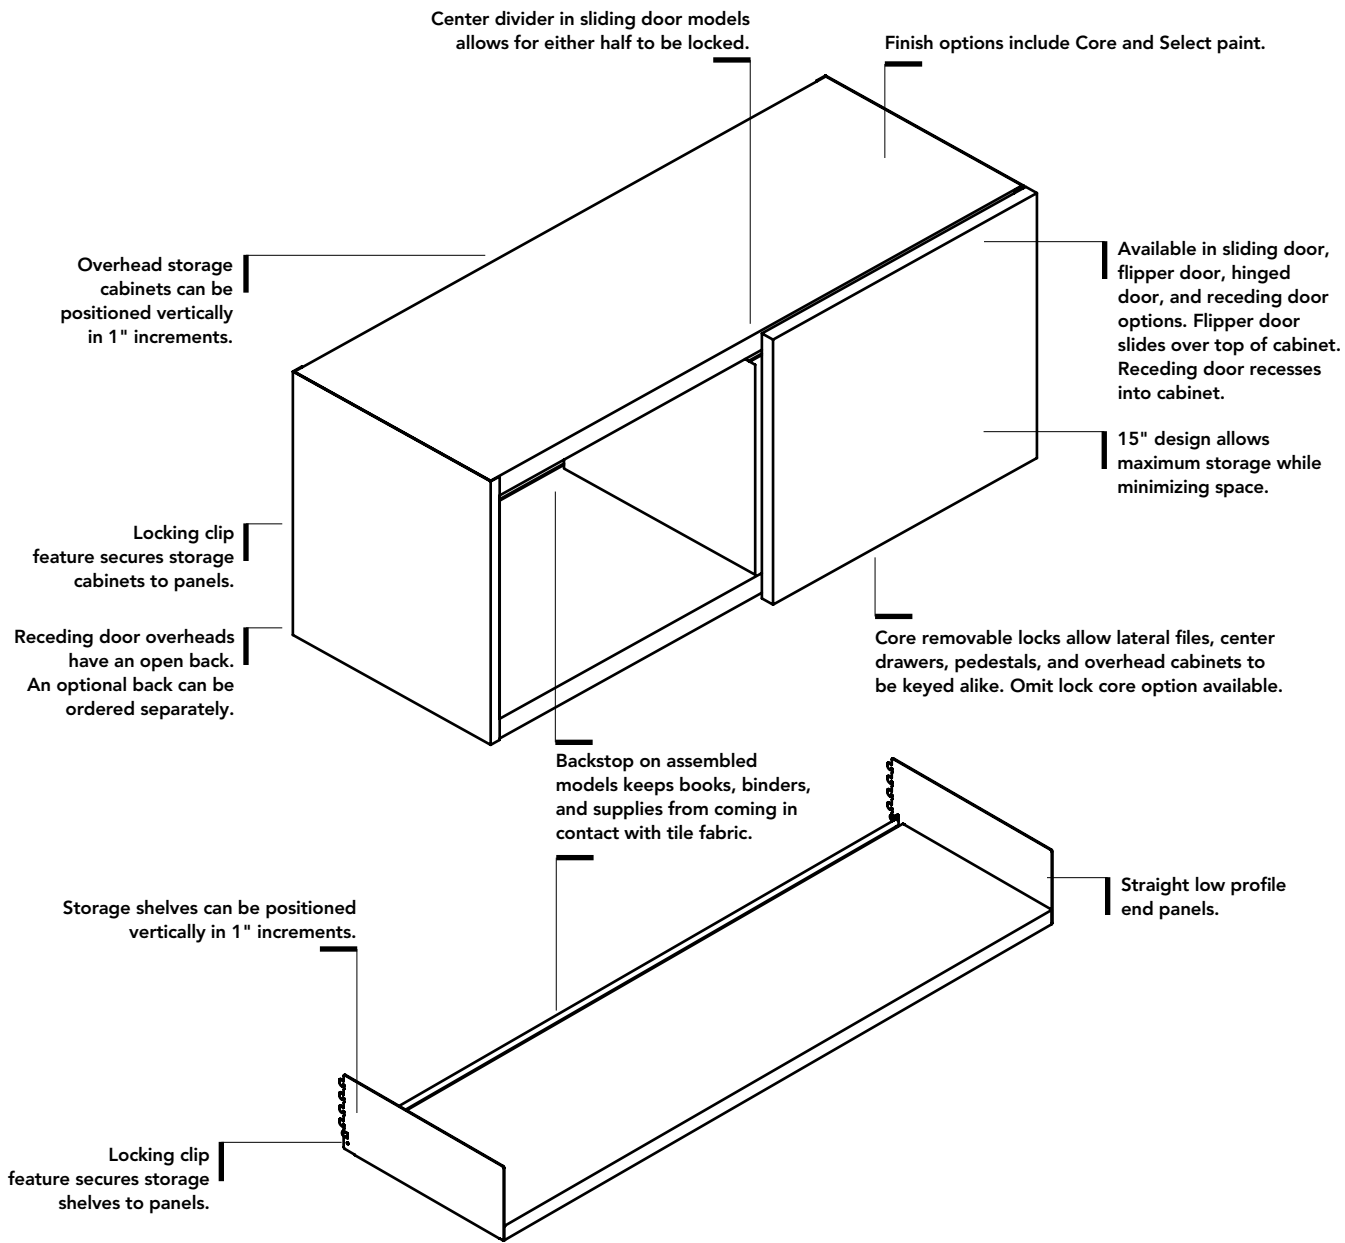 Center divider in sliding door models
allows for either half to be locked.
Finish options include Core and Select paint.
Overhead storage
cabinets can be
positioned vertically
in 1" increments.
Available in sliding door,
flipper door, hinged
door, and receding door
options. Flipper door
slides over top of cabinet.
Receding door recesses
into cabinet.
15" design allows
maximum storage while
minimizing space.
Locking clip
feature secures storage
cabinets to panels.
Receding door overheads
have an open back.
An optional back can be
ordered separately.
Core removable locks allow lateral files, center
drawers, pedestals, and overhead cabinets to
be keyed alike. Omit lock core option available.
Backstop on assembled
models keeps books, binders,
and supplies from coming in
contact with tile fabric.
Straight low profile
end panels.
Storage shelves can be positioned
vertically in 1" increments.
Locking clip
feature secures storage
shelves to panels.